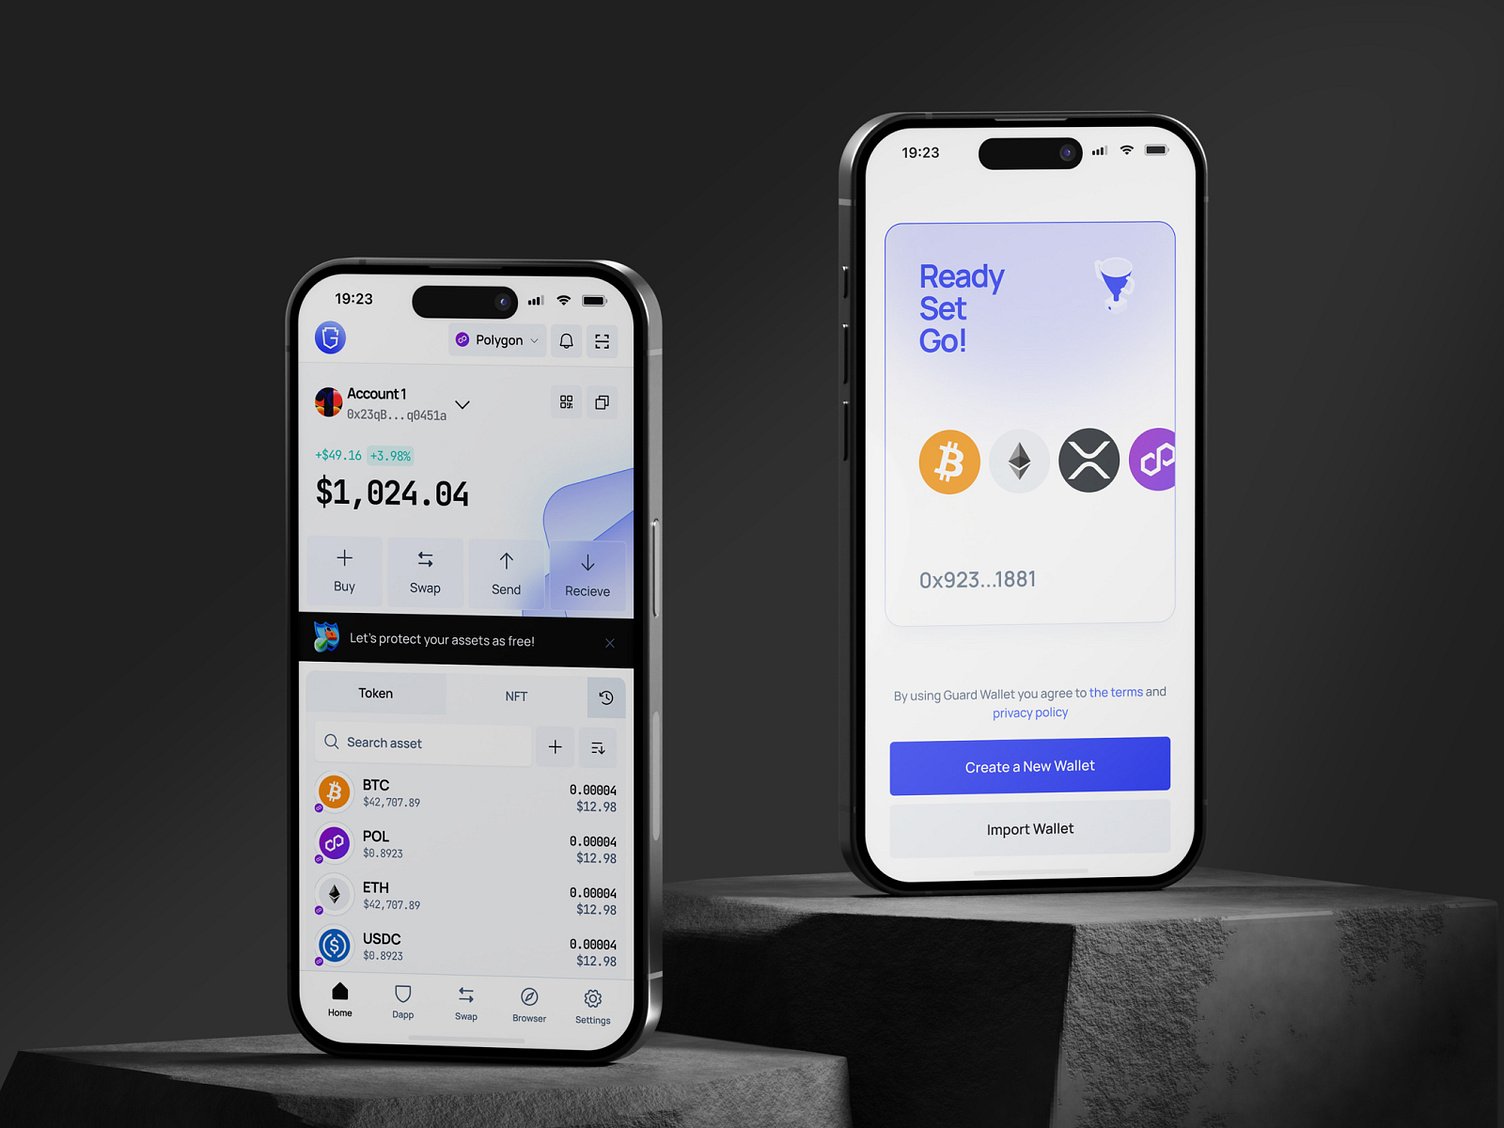 19:23
Polygon
Account 1
0x23qB...q0451a
+$49.16 +3.98%
$1,024.04
Buy
Swap
Send
Recieve
Let's protect your assets as free!
Token
NFT
Search asset
BTC
0.00004
$42,707.89
$12.98
POL
0.00004
$0.8923
$12.98
ETH
0.00004
$42,707.89
$12.98
USDC
0.00004
$0.8923
$12.98
Home
Dapp
Swap
Browser
Settings
19:23
Ready
Set
Go!
0x923...1881
By using Guard Wallet you agree to the terms and
privacy policy
Create a New Wallet
Import Wallet